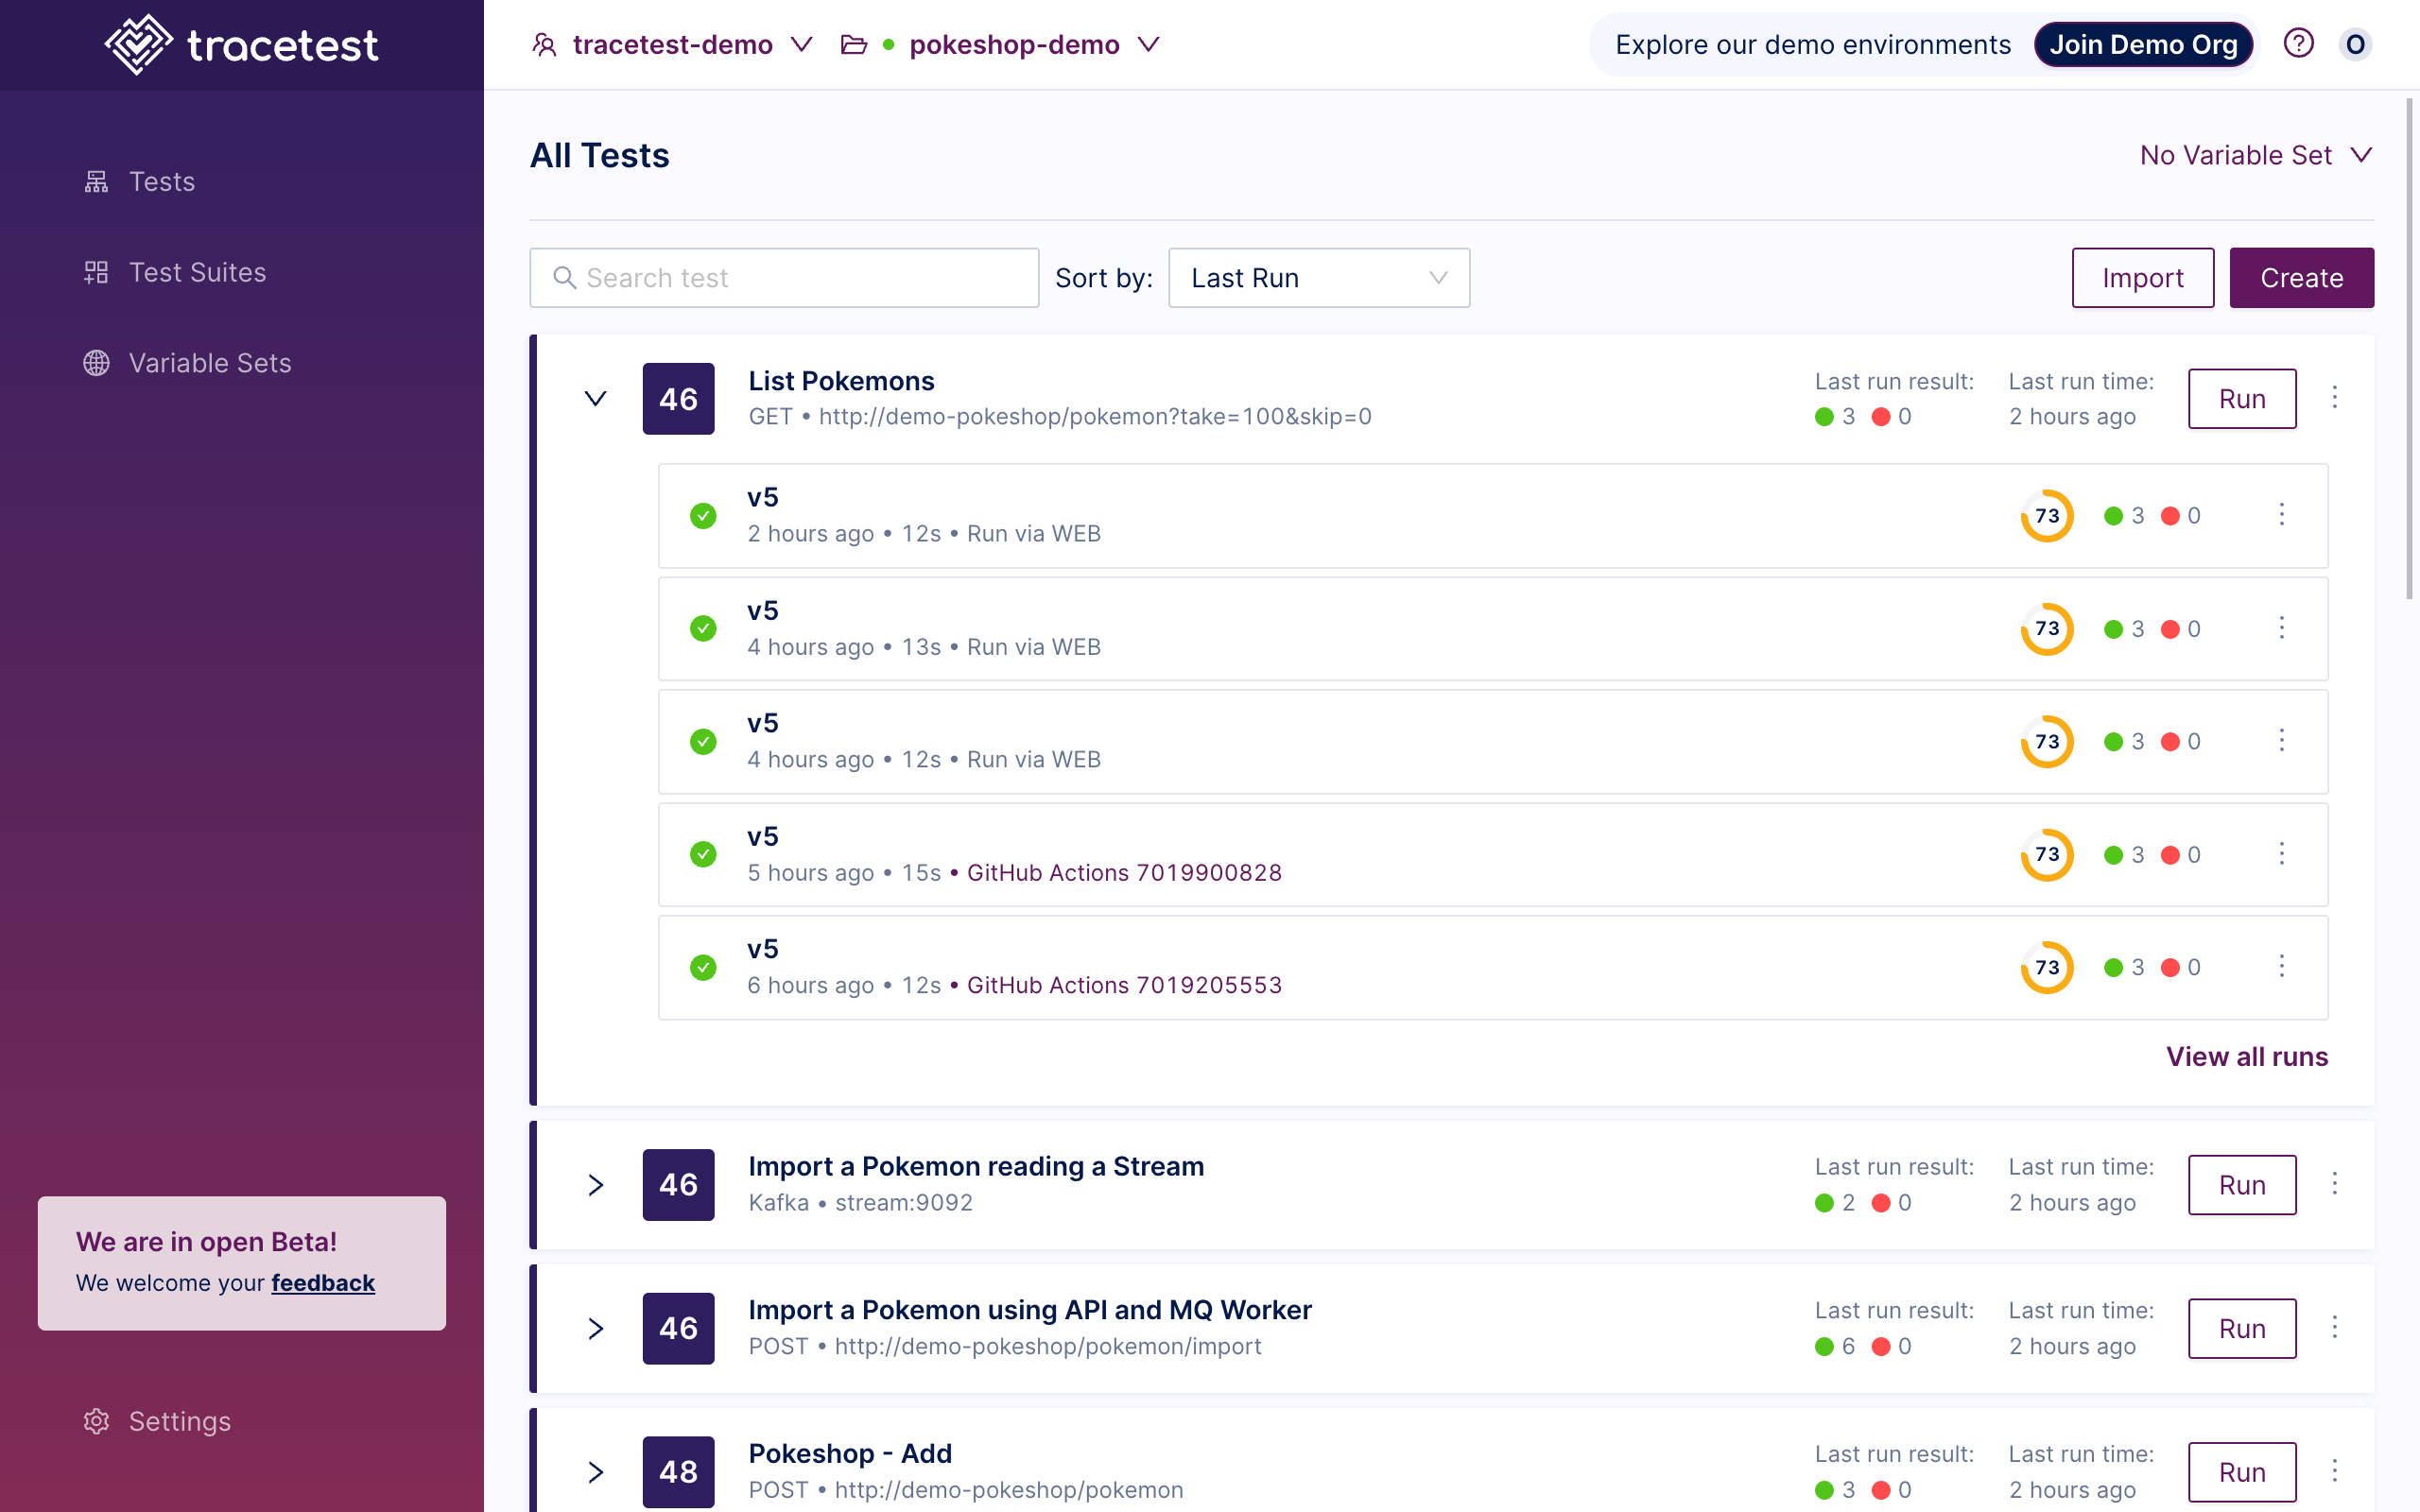 tracetest
tracetest-demo pokeshop-demo Explore our demo environments Join Demo Org ? O
Tests
Test Suites
Variable Sets
We are in open Beta!
We welcome your feedback
Settings
All Tests No Variable Set
Search test Sort by: Last Run Import Create
46 List Pokemons Last run result: Last run time: Run
GET • http://demo-pokeshop/pokemon?take=100&skip=0 3 0 2 hours ago
v5
2 hours ago • 12s • Run via WEB 73 3 0
v5
4 hours ago • 13s • Run via WEB 73 3 0
v5
4 hours ago • 12s • Run via WEB 73 3 0
v5
5 hours ago • 15s • GitHub Actions 7019900828 73 3 0
v5
6 hours ago • 12s • GitHub Actions 7019205553 73 3 0
View all runs
46 Import a Pokemon reading a Stream Last run result: Last run time: Run
Kafka • stream:9092 2 0 2 hours ago
46 Import a Pokemon using API and MQ Worker Last run result: Last run time: Run
POST • http://demo-pokeshop/pokemon/import 6 0 2 hours ago
48 Pokeshop - Add Last run result: Last run time: Run
POST • http://demo-pokeshop/pokemon 3 0 2 hours ago